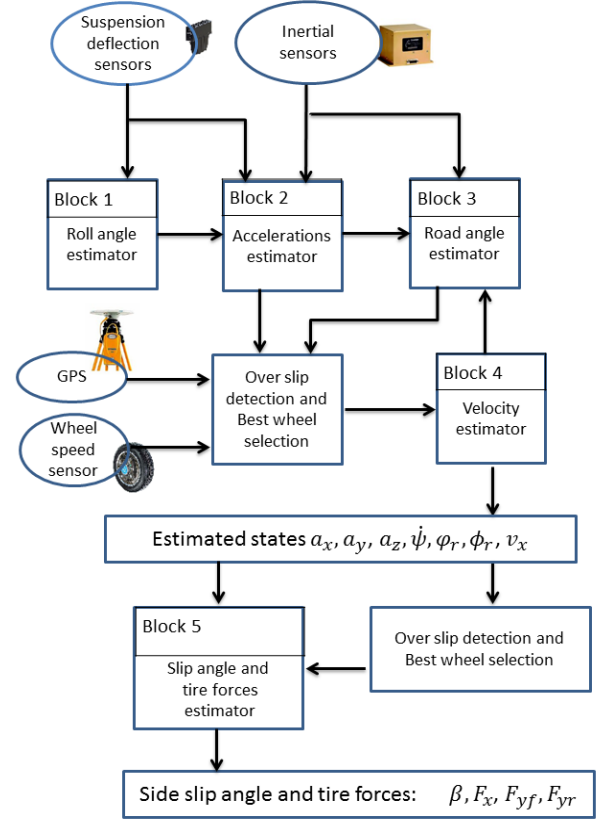 Suspension
deflection
sensors
Inertial
sensors
Block 1
Roll angle
estimator
Block 2
Accelerations
estimator
Block 3
Road angle
estimator
GPS
Wheel
speed
sensor
Over slip
detection and
Best wheel
selection
Block 4
Velocity
estimator
Estimated states a_x, a_y, a_z, ψ̇, φ_r, ϕ_r, v_x
Block 5
Slip angle and
tire forces
estimator
Over slip detection and
Best wheel selection
Side slip angle and tire forces: β, F_x, F_yf, F_yr